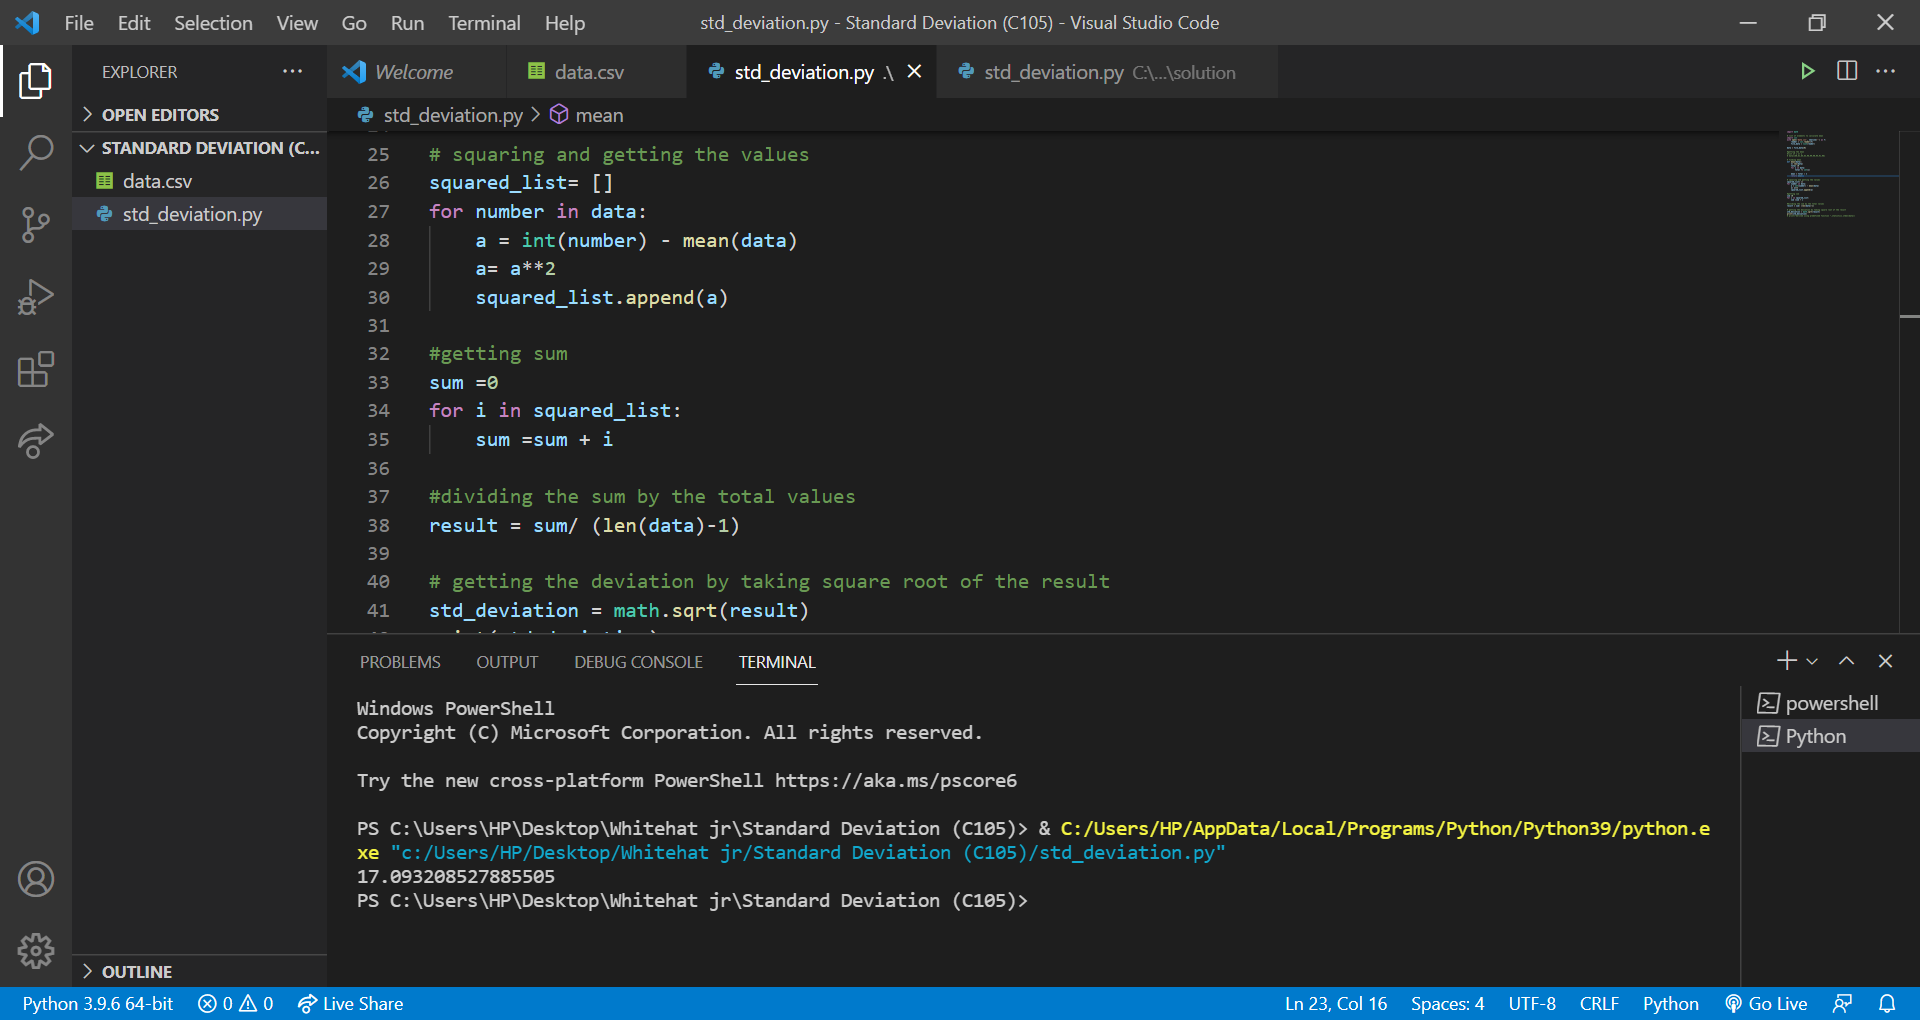 File Edit Selection View Go Run Terminal Help
std_deviation.py - Standard Deviation (C105) - Visual Studio Code
EXPLORER
OPEN EDITORS
STANDARD DEVIATION (C...
data.csv
std_deviation.py
OUTLINE
Welcome
data.csv
std_deviation.py .\
std_deviation.py C:\...\solution
std_deviation.py > mean
25 # squaring and getting the values
26 squared_list= []
27 for number in data:
28 a = int(number) - mean(data)
29 a= a**2
30 squared_list.append(a)
31
32 #getting sum
33 sum =0
34 for i in squared_list:
35 sum =sum + i
36
37 #dividing the sum by the total values
38 result = sum/ (len(data)-1)
39
40 # getting the deviation by taking square root of the result
41 std_deviation = math.sqrt(result)
PROBLEMS OUTPUT DEBUG CONSOLE TERMINAL
Windows PowerShell
Copyright (C) Microsoft Corporation. All rights reserved.
Try the new cross-platform PowerShell https://aka.ms/pscore6
PS C:\Users\HP\Desktop\Whitehat jr\Standard Deviation (C105)> & C:/Users/HP/AppData/Local/Programs/Python/Python39/python.e
xe "c:/Users/HP/Desktop/Whitehat jr/Standard Deviation (C105)/std_deviation.py"
17.093208527885505
PS C:\Users\HP\Desktop\Whitehat jr\Standard Deviation (C105)>
powershell
Python
Python 3.9.6 64-bit 0 0 Live Share
Ln 23, Col 16 Spaces: 4 UTF-8 CRLF Python Go Live